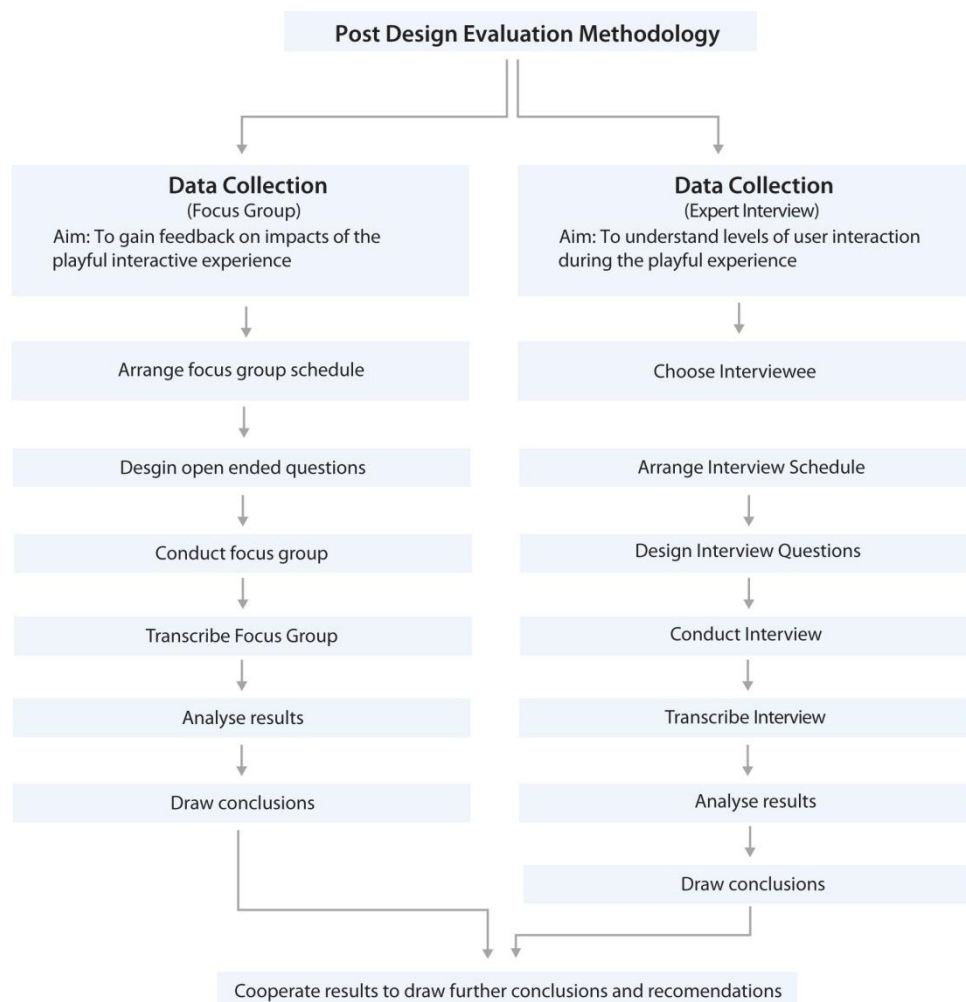 Post Design Evaluation Methodology
Data Collection
(Focus Group)
Aim: To gain feedback on impacts of the
playful interactive experience
Arrange focus group schedule
Desgin open ended questions
Conduct focus group
Transcribe Focus Group
Analyse results
Draw conclusions
Data Collection
(Expert Interview)
Aim: To understand levels of user interaction
during the playful experience
Choose Interviewee
Arrange Interview Schedule
Design Interview Questions
Conduct Interview
Transcribe Interview
Analyse results
Draw conclusions
Cooperate results to draw further conclusions and recomendations